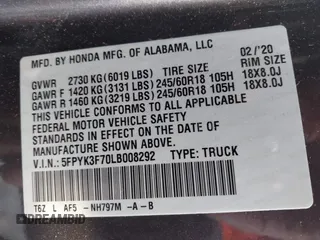 MFD. BY HONDA MFG. OF ALABAMA, LLC
02/'20
GVWR 2730 KG(6019 LBS) TIRE SIZE RIM SIZE
GAWR F 1420 KG(3131 LBS) 245/60R18 105H 18X8.0J
GAWR R 1460 KG(3219 LBS) 245/60R18 105H 18X8.0J
THIS VEHICLE CONFORMS TO ALL APPLICABLE
FEDERAL MOTOR VEHICLE SAFETY
STANDARDS IN EFFECT ON THE DATE OF
MANUFACTURE SHOWN ABOVE.
V.I.N.: 5FPYK3F70LB008292 TYPE: TRUCK
T6Z L AF5 -NH797M -A-B
AUTOBIDMASTER